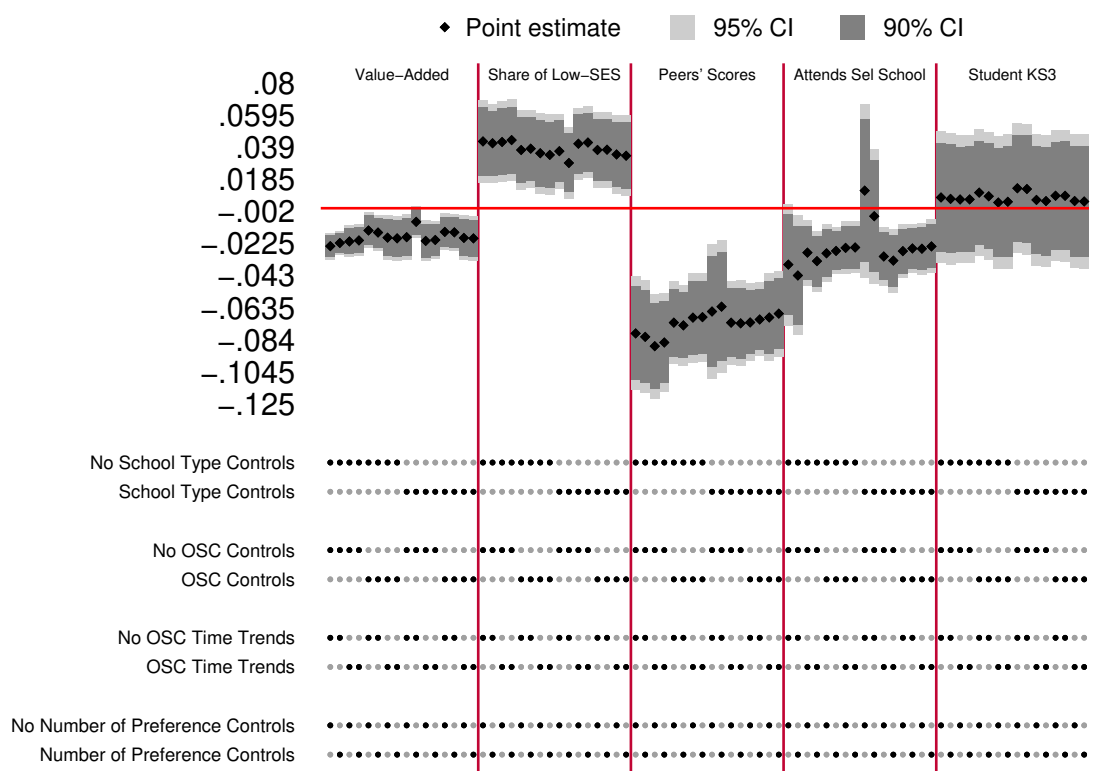 Point estimate 95% CI 90% CI
Value−Added Share of Low−SES Peers’ Scores Attends Sel School Student KS3
.08
.0595
.039
.0185
−.002
−.0225
−.043
−.0635
−.084
−.1045
−.125
No School Type Controls
School Type Controls
No OSC Controls
OSC Controls
No OSC Time Trends
OSC Time Trends
No Number of Preference Controls
Number of Preference Controls